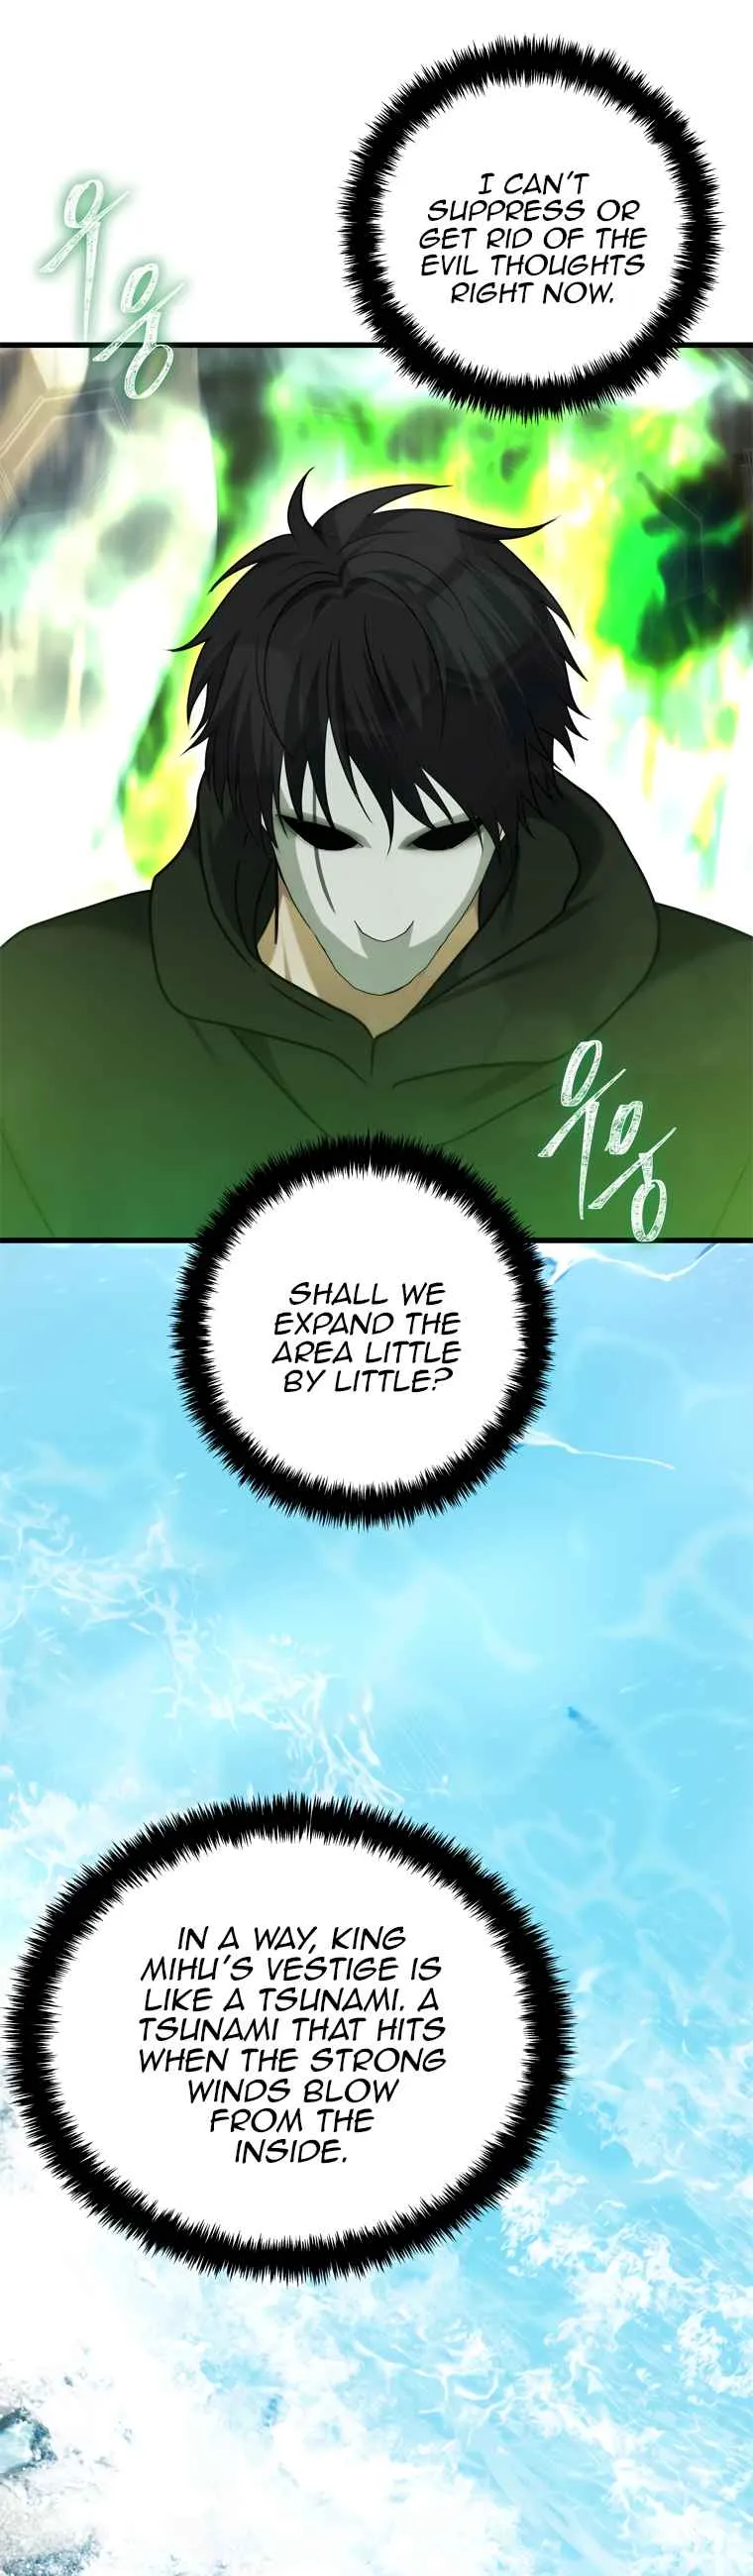 I CAN'T
SUPPRESS OR
GET RID OF THE
EVIL THOUGHTS
RIGHT NOW.
우웅
우웅
SHALL WE
EXPAND THE
AREA LITTLE
BY LITTLE?
IN A WAY, KING
MIHU'S VESTIGE IS
LIKE A TSUNAMI. A
TSUNAMI THAT HITS
WHEN THE STRONG
WINDS BLOW
FROM THE
INSIDE.